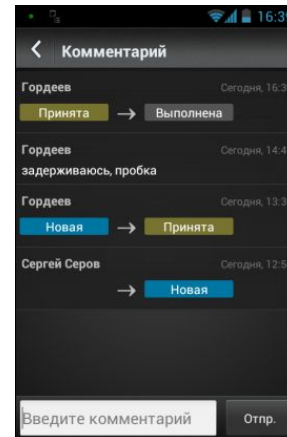 16:39
Комментарий
Гордеев Сегодня, 16:3
Принята → Выполнена
Гордеев Сегодня, 14:4
задерживаюсь, пробка
Гордеев Сегодня, 13:3
Новая → Принята
Сергей Серов Сегодня, 12:5
→ Новая
Введите комментарий Отпр.